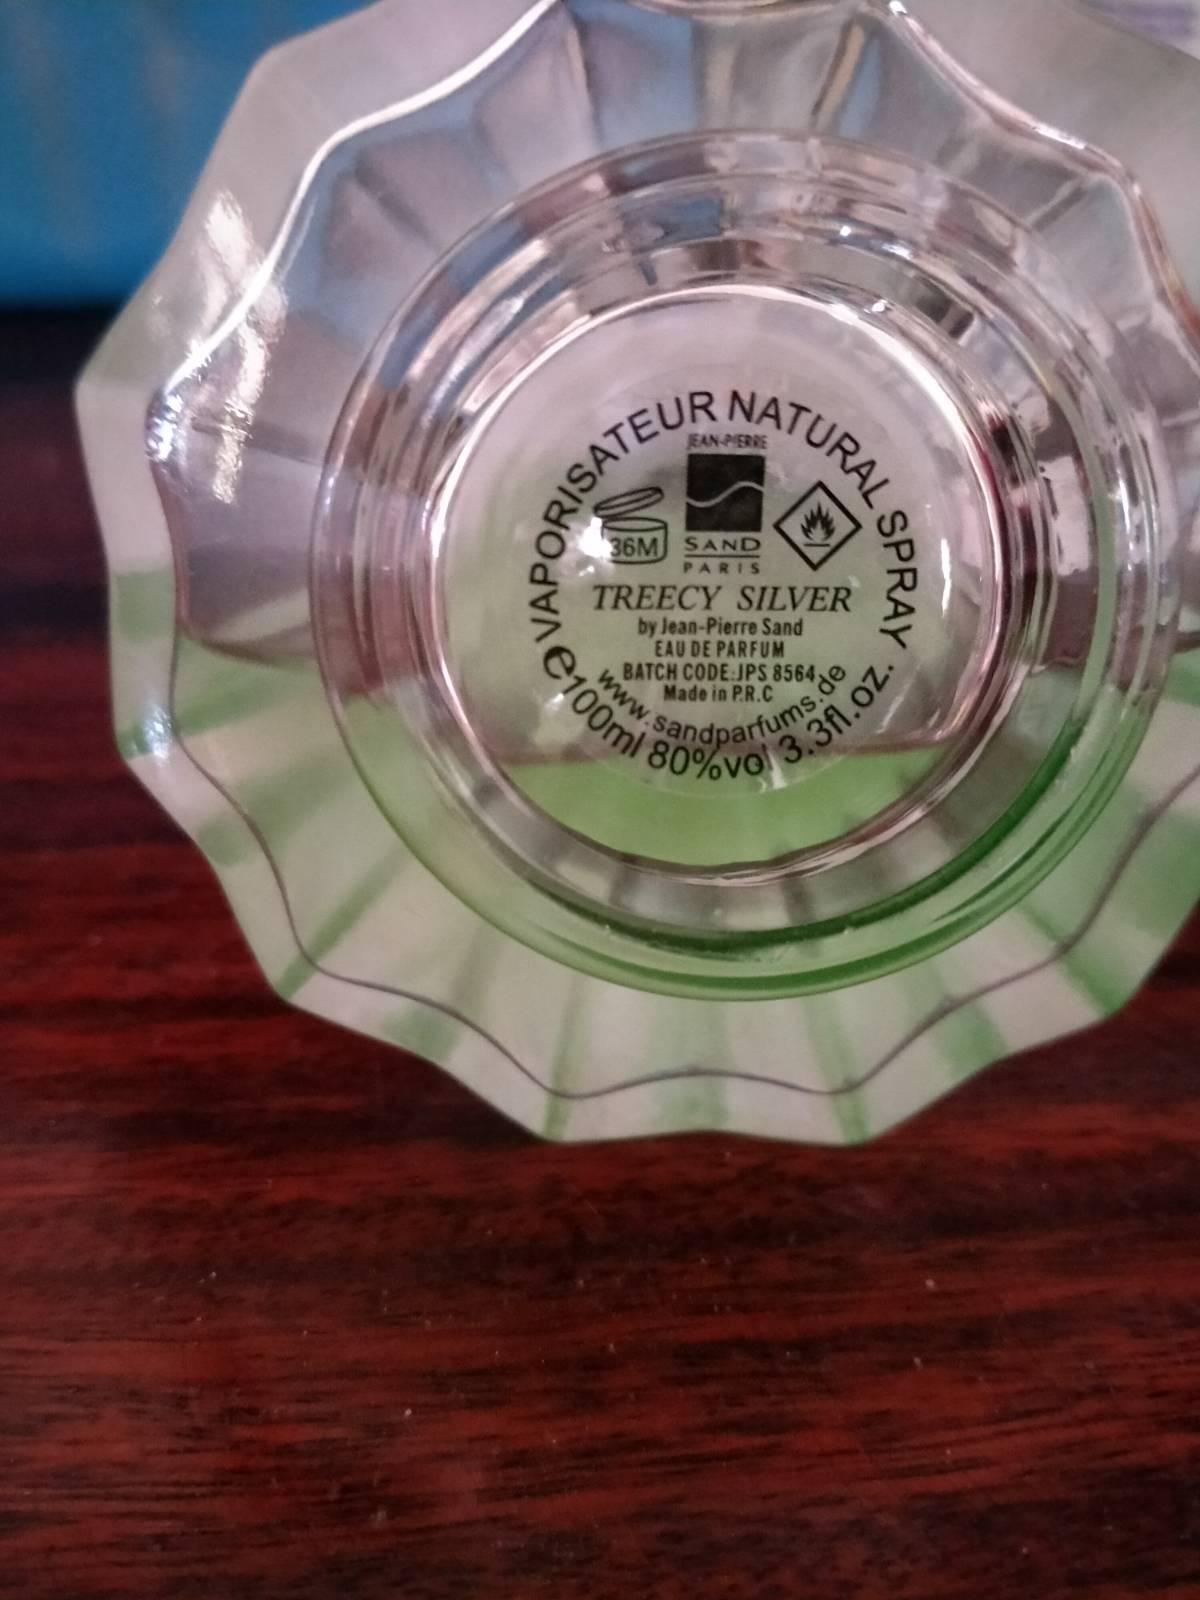 VAPORISATEUR NATURAL SPRAY
JEAN-PIERRE
SAND
PARIS
36M
TREECY SILVER
by Jean-Pierre Sand
EAU DE PARFUM
BATCH CODE:JPS 8564
Made in P.R.C
www.sandparfums.de
e100ml 80%vol 3.3fl.oz.